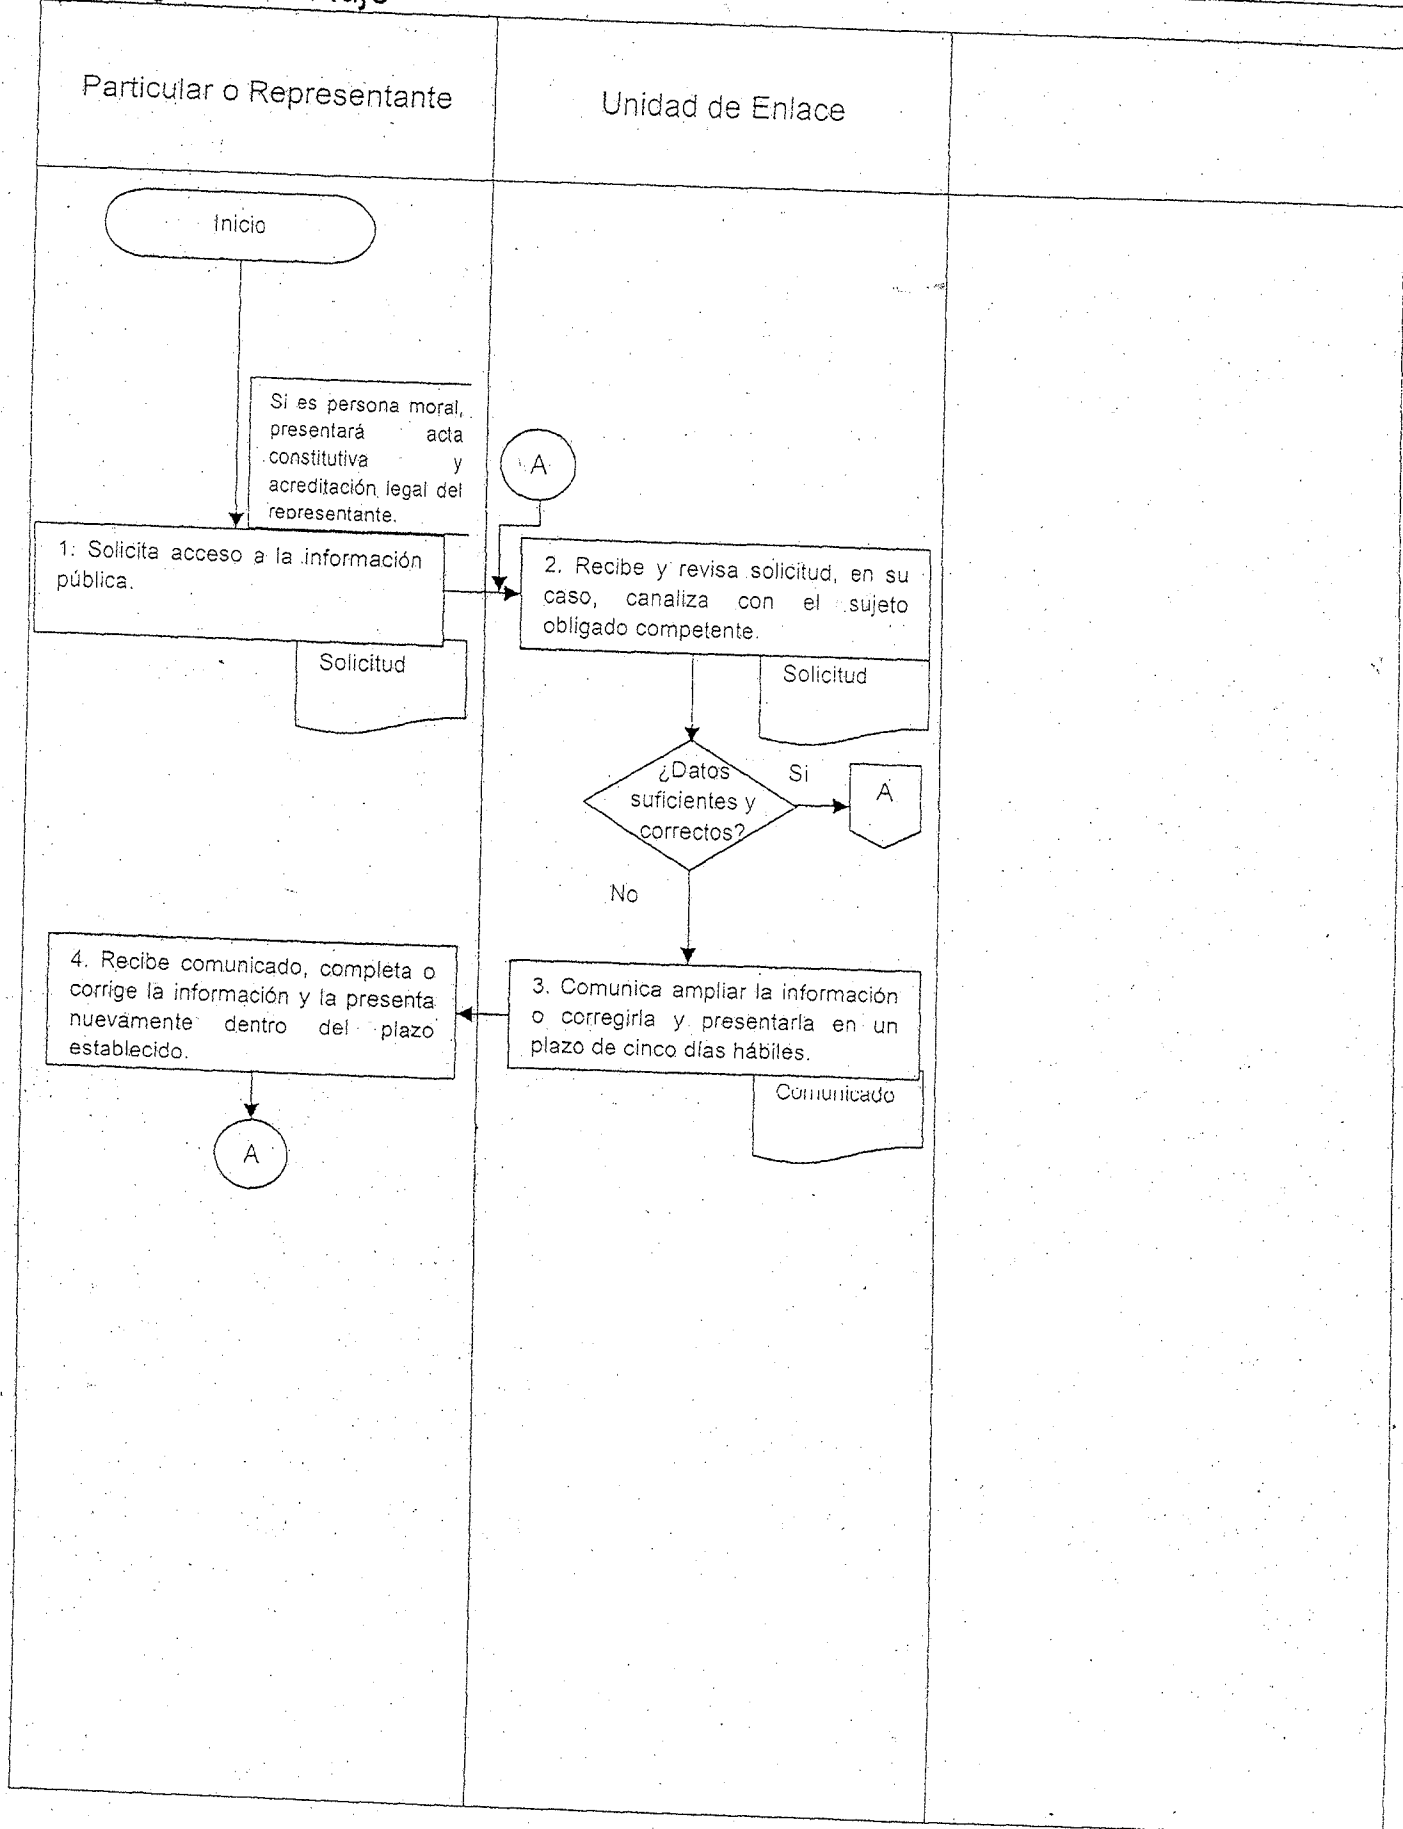 Particular o Representante
Unidad de Enlace
Inicio
Si es persona moral,
presentará acta
constitutiva y
acreditación legal del
representante.
A
1. Solicita acceso a la información
pública.
Solicitud
2. Recibe y revisa solicitud, en su
caso, canaliza con el sujeto
obligado competente.
Solicitud
¿Datos
suficientes y
correctos?
Si
A
No
4. Recibe comunicado, completa o
corrige la información y la presenta
nuevamente dentro del plazo
establecido.
3. Comunica ampliar la información
o corregirla y presentarla en un
plazo de cinco días hábiles.
Comunicado
A